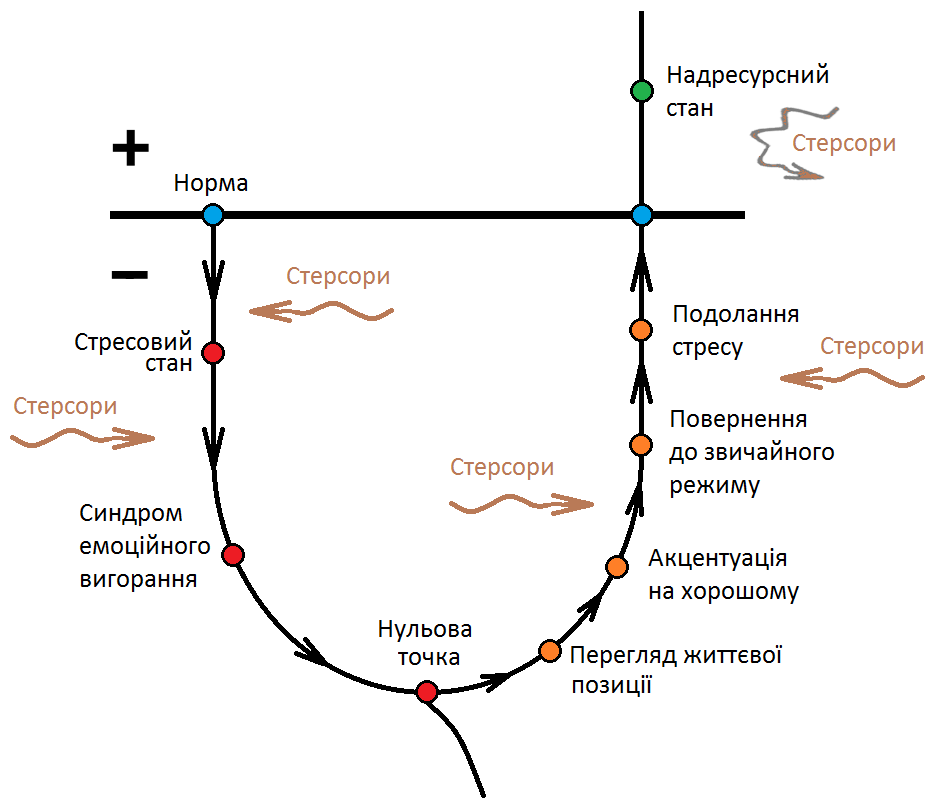 Надресурсний
стан
Стерсори
+
Норма
–
Стерсори
Стресовий
стан
Подолання
стресу
Стерсори
Стерсори
Повернення
до звичайного
режиму
Стерсори
Синдром
емоційного
вигорання
Акцентуація
на хорошому
Нульова
точка
Перегляд життєвої
позиції